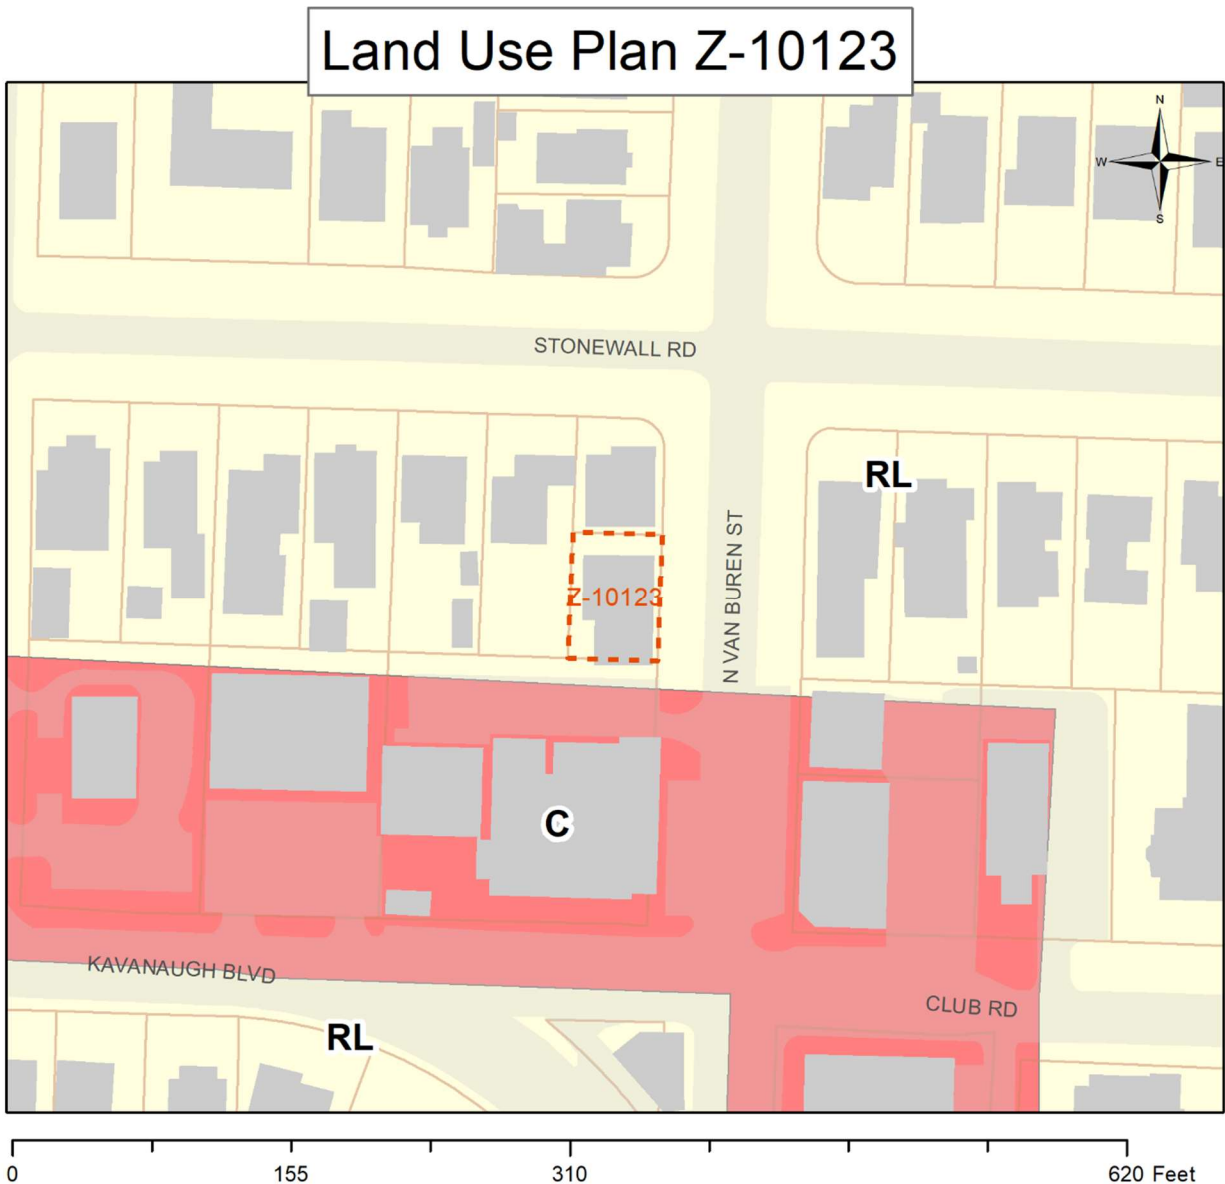 Land Use Plan Z-10123
N
W E
S
STONEWALL RD
RL
N VAN BUREN ST
Z-10123
C
KAVANAUGH BLVD
CLUB RD
RL
0 155 310 620 Feet